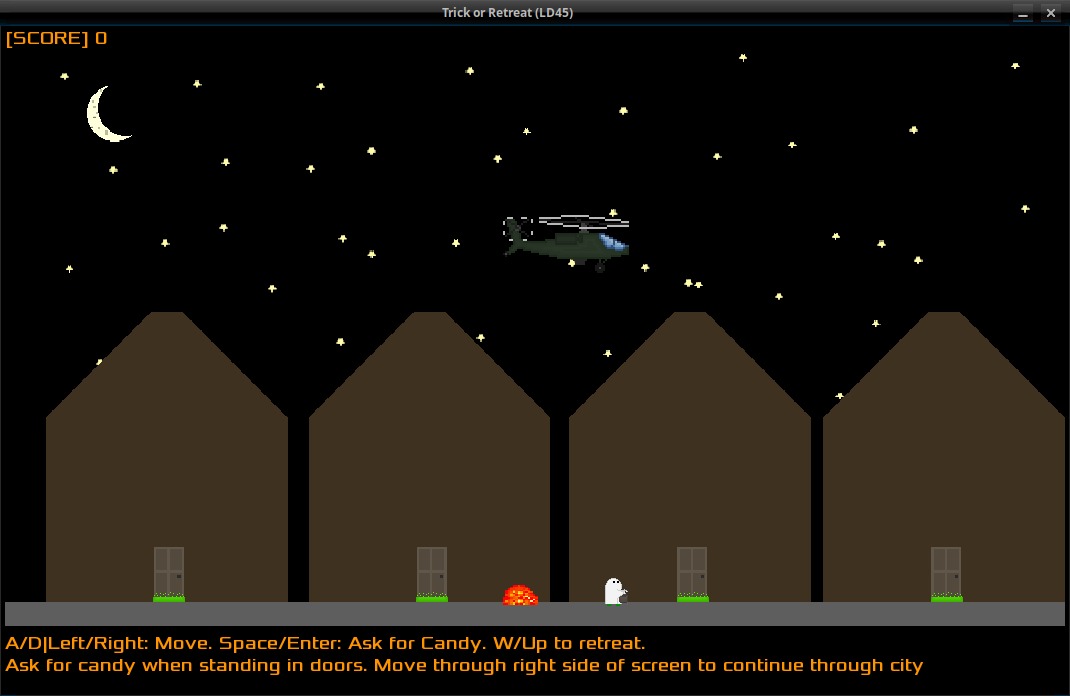 Trick or Retreat (LD45)
[SCORE] 0
A/D|Left/Right: Move. Space/Enter: Ask for Candy. W/Up to retreat.
Ask for candy when standing in doors. Move through right side of screen to continue through city